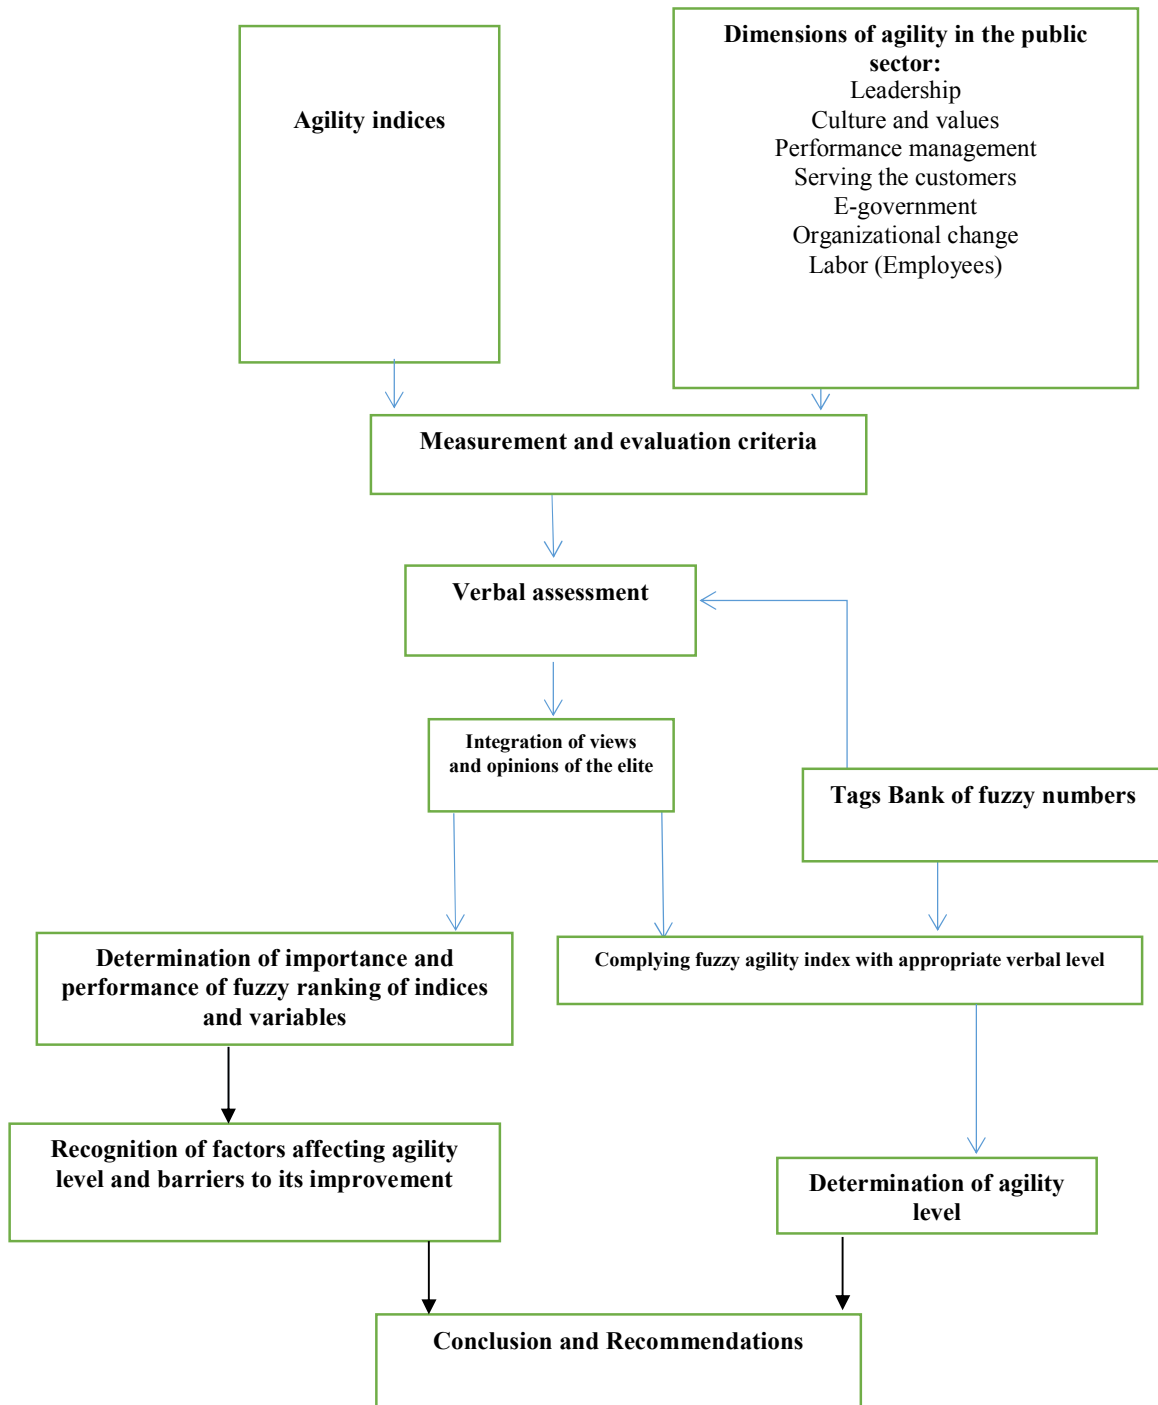 Agility indices
Dimensions of agility in the public
sector:
Leadership
Culture and values
Performance management
Serving the customers
E-government
Organizational change
Labor (Employees)
Measurement and evaluation criteria
Verbal assessment
Integration of views
and opinions of the elite
Tags Bank of fuzzy numbers
Determination of importance and
performance of fuzzy ranking of indices
and variables
Complying fuzzy agility index with appropriate verbal level
Recognition of factors affecting agility
level and barriers to its improvement
Determination of agility
level
Conclusion and Recommendations